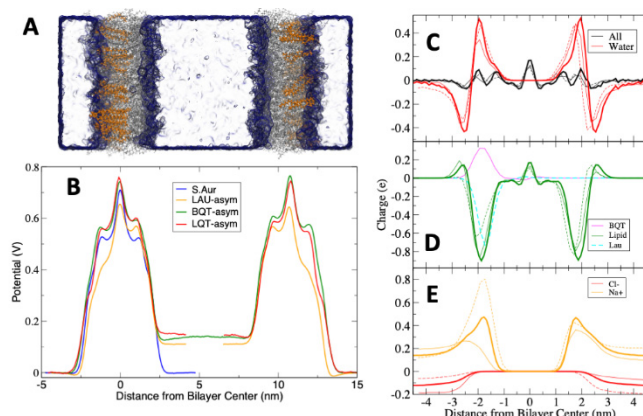 A
B
S.Aur
LAU-asym
BQT-asym
LQT-asym
Potential (V)
0.8
0.6
0.4
0.2
0.0
-5 0 5 10 15
Distance from Bilayer Center (nm)
C
All
Water
0.4
0.2
0
-0.2
-0.4
D
BQT
Lipid
Lau
Charge (e)
0.2
0
-0.2
-0.4
-0.6
-0.8
E
Cl-
Na+
0.8
0.6
0.4
0.2
0
-0.2
-4 -3 -2 -1 0 1 2 3 4
Distance from Bilayer Center (nm)